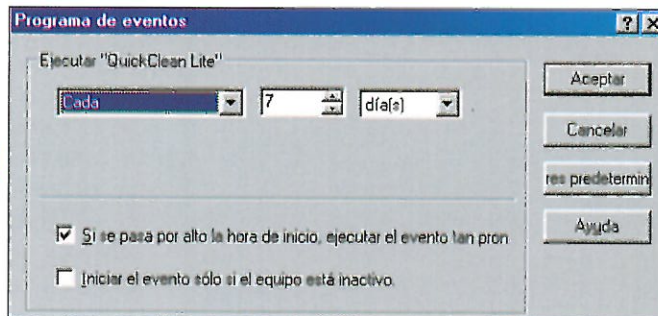 Programa de eventos
Ejecutar "QuickClean Lite"
Cada 7 día(s)
Aceptar
Cancelar
res predetermin
Ayuda
Si se pasa por alto la hora de inicio, ejecutar el evento tan pron
Iniciar el evento sólo si el equipo está inactivo.